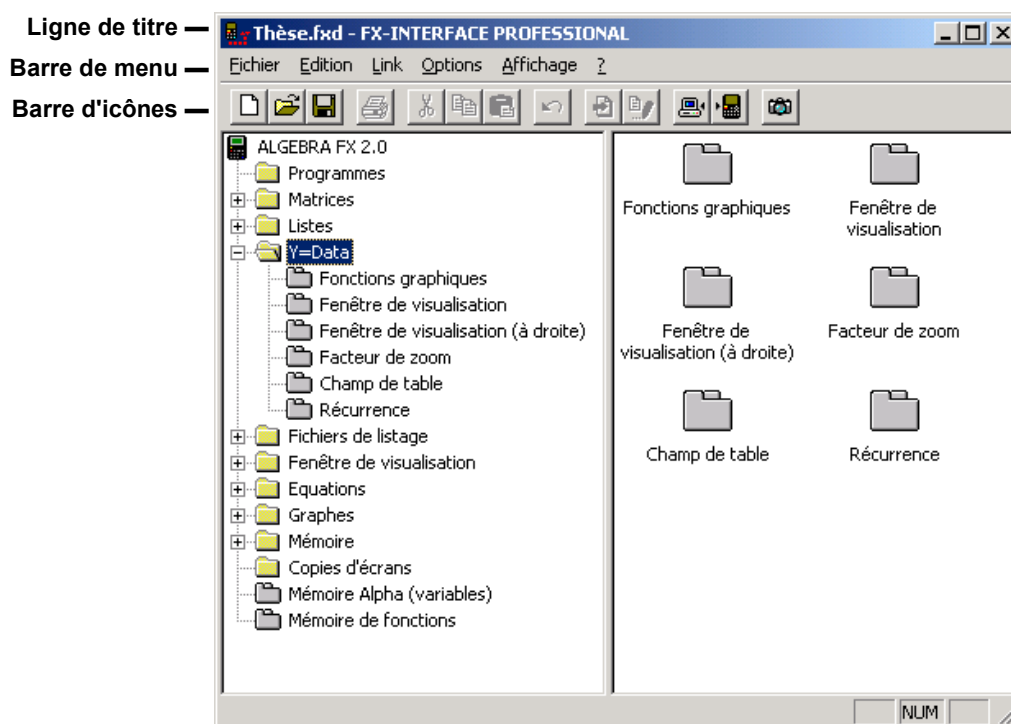 Ligne de titre
Thèse.fxd - FX-INTERFACE PROFESSIONAL
Barre de menu
Fichier Edition Link Options Affichage ?
Barre d'icônes
ALGEBRA FX 2.0
Programmes
Matrices
Listes
Y=Data
Fonctions graphiques
Fenêtre de visualisation
Fenêtre de visualisation (à droite)
Facteur de zoom
Champ de table
Récurrence
Fichiers de listage
Fenêtre de visualisation
Equations
Graphes
Mémoire
Copies d'écrans
Mémoire Alpha (variables)
Mémoire de fonctions
Fonctions graphiques
Fenêtre de
visualisation
Fenêtre de
visualisation (à droite)
Facteur de zoom
Champ de table
Récurrence
NUM